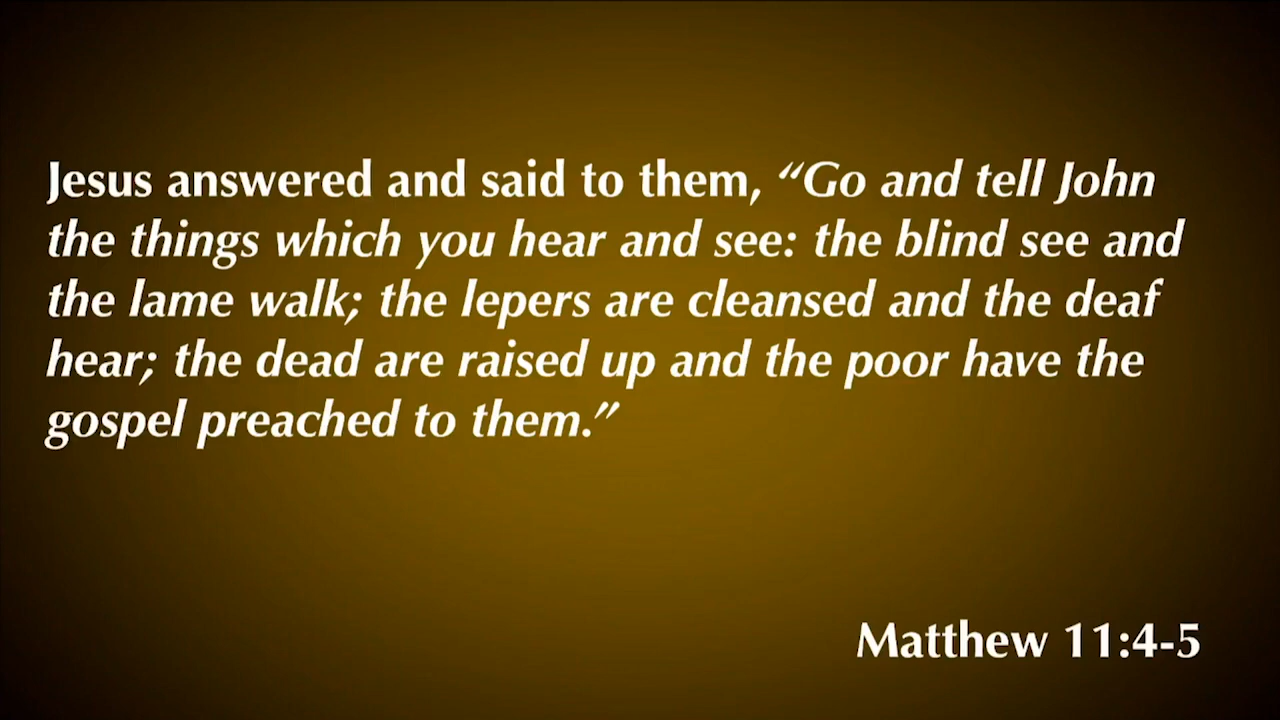 Jesus answered and said to them, “Go and tell John
the things which you hear and see: the blind see and
the lame walk; the lepers are cleansed and the deaf
hear; the dead are raised up and the poor have the
gospel preached to them.”
Matthew 11:4-5